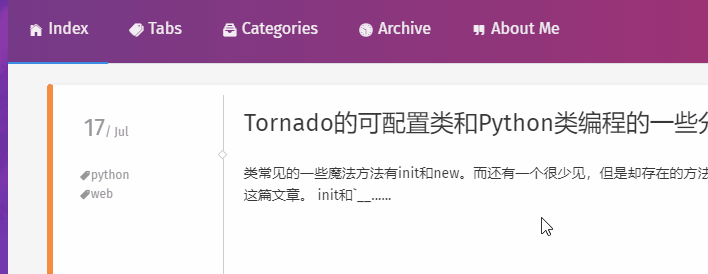 Index Tabs Categories Archive About Me
17/ Jul
python
web
Tornado的可配置类和Python类编程的一些
类常见的一些魔法方法有init和new。而还有一个很少见，但是却存在的方法
这篇文章。 init和`__......